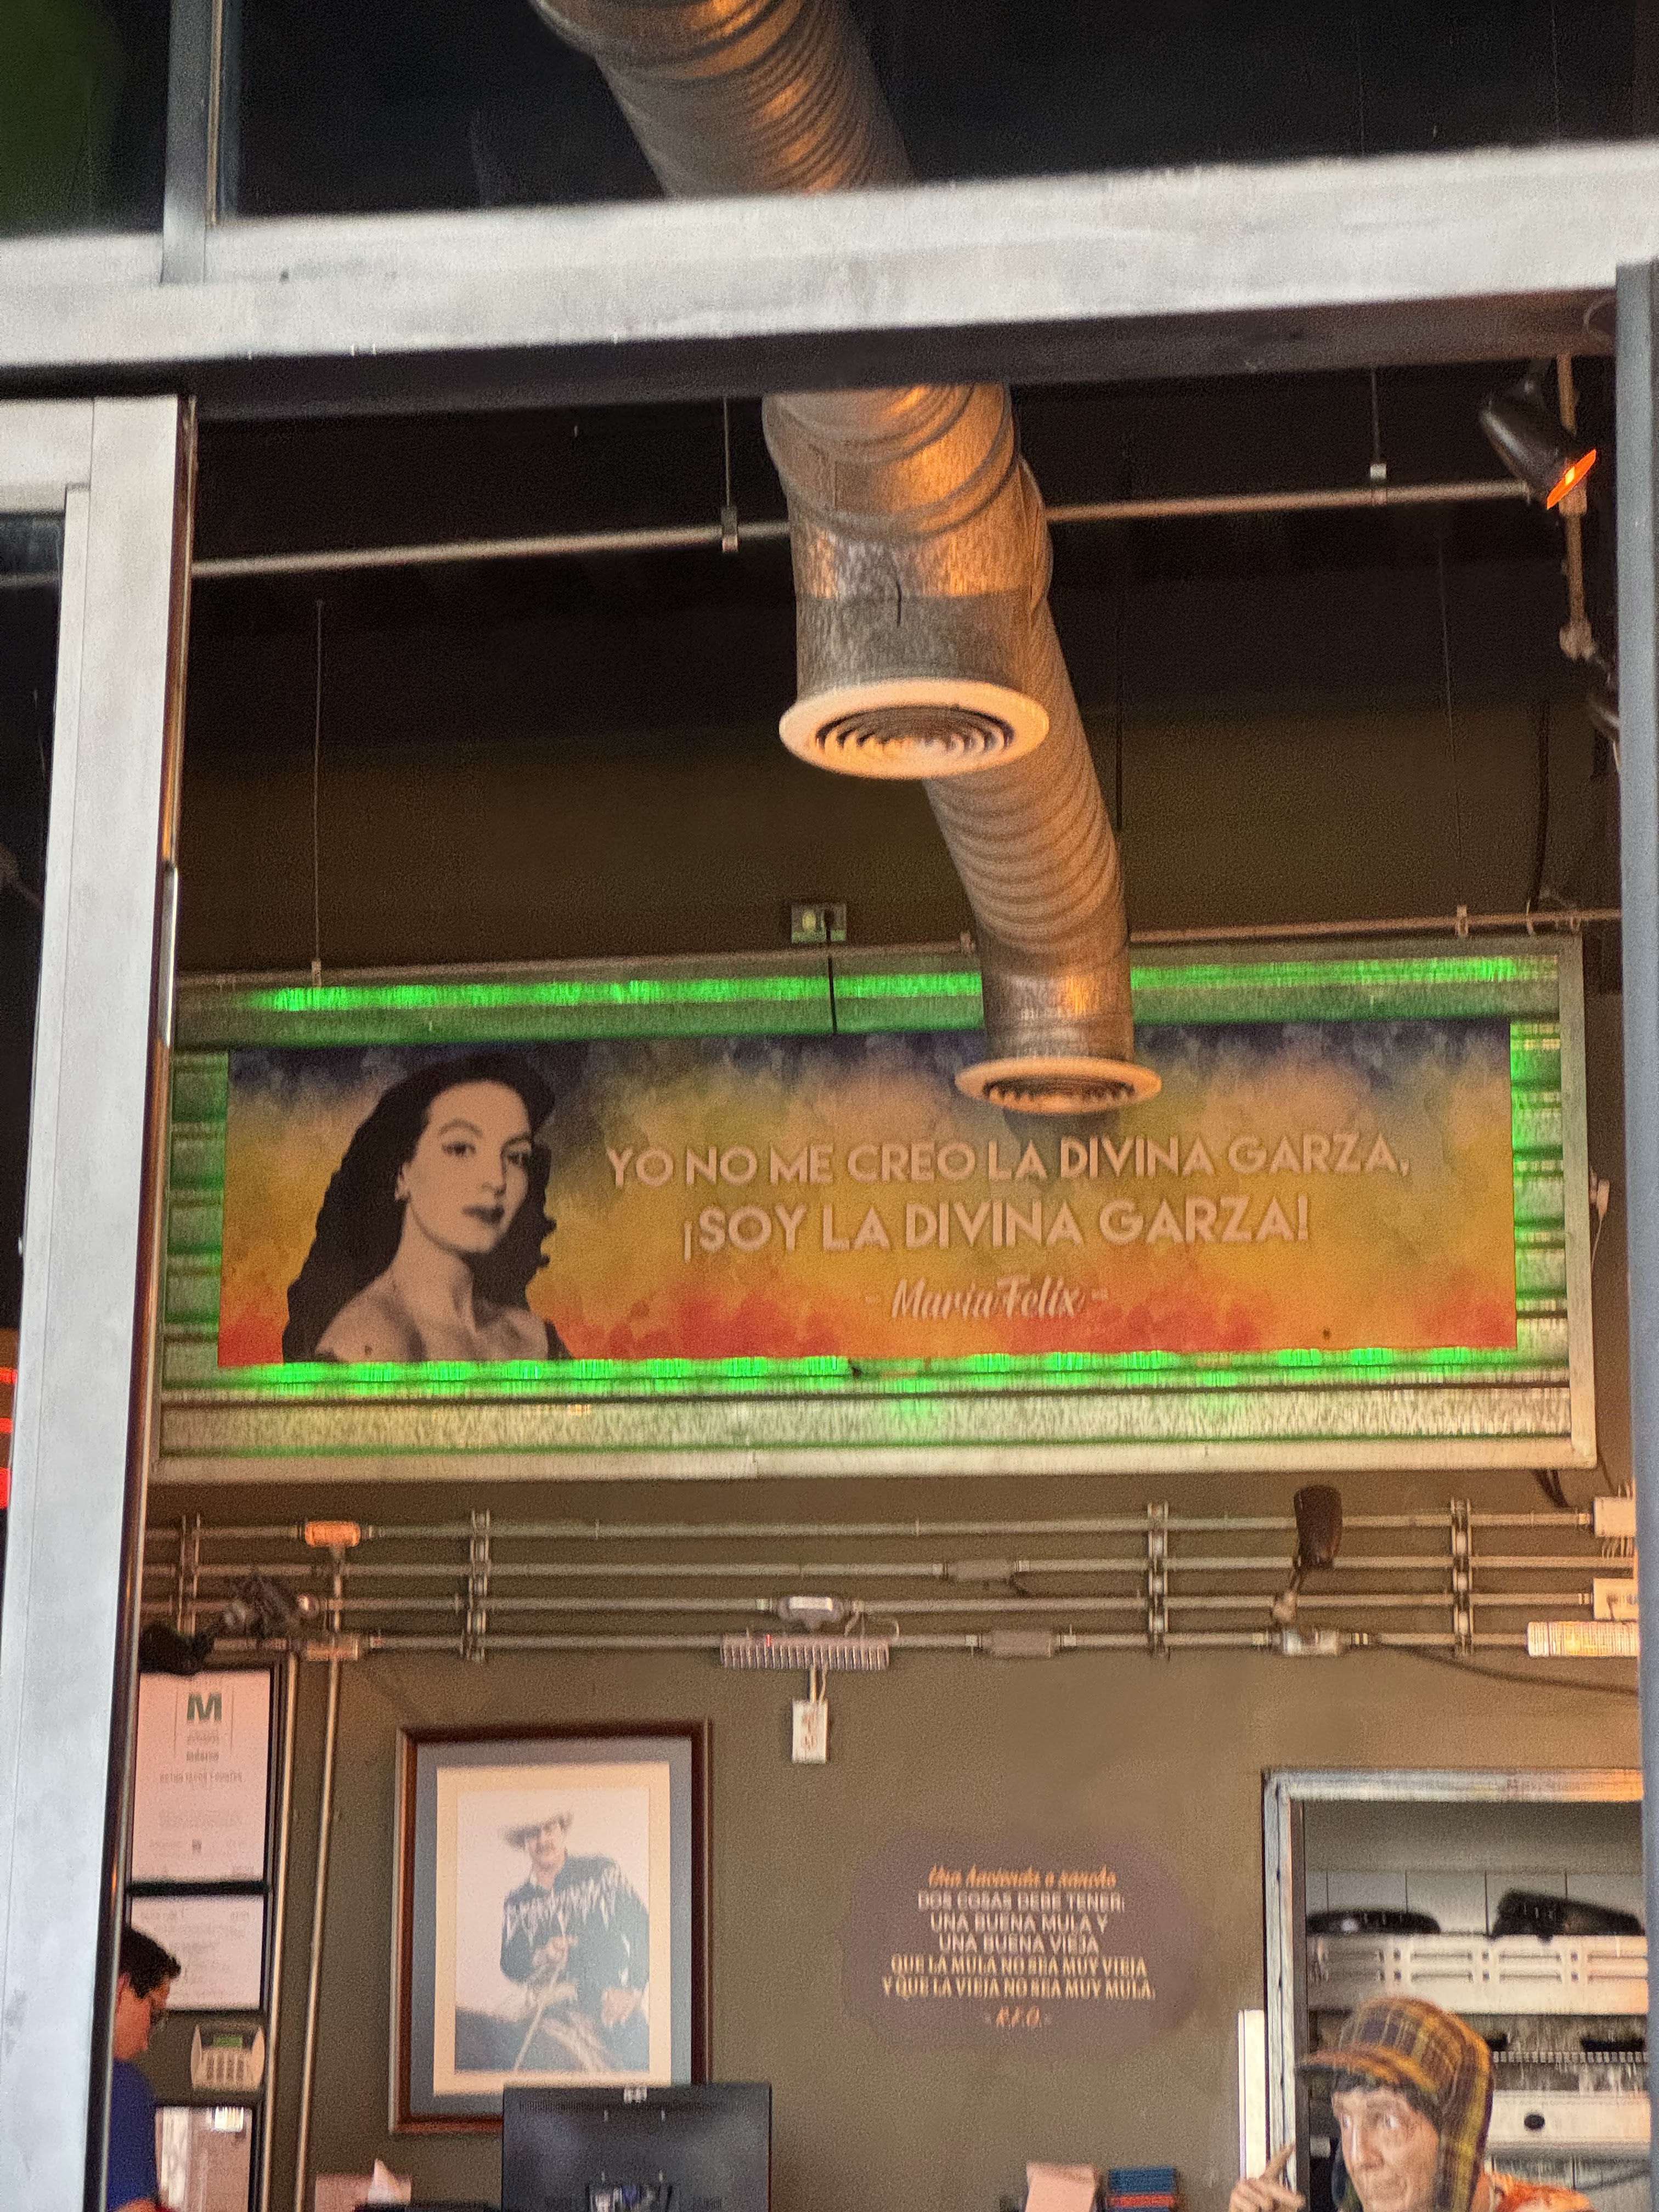 YO NO ME CREO LA DIVINA GARZA,
¡SOY LA DIVINA GARZA!
- María Félix -
M
Una hacienda o rancho
DOS COSAS DEBE TENER:
UNA BUENA MULA Y
UNA BUENA VIEJA
QUE LA MULA NO SEA MUY VIEJA
Y QUE LA VIEJA NO SEA MUY MULA.
- R.F.O. -